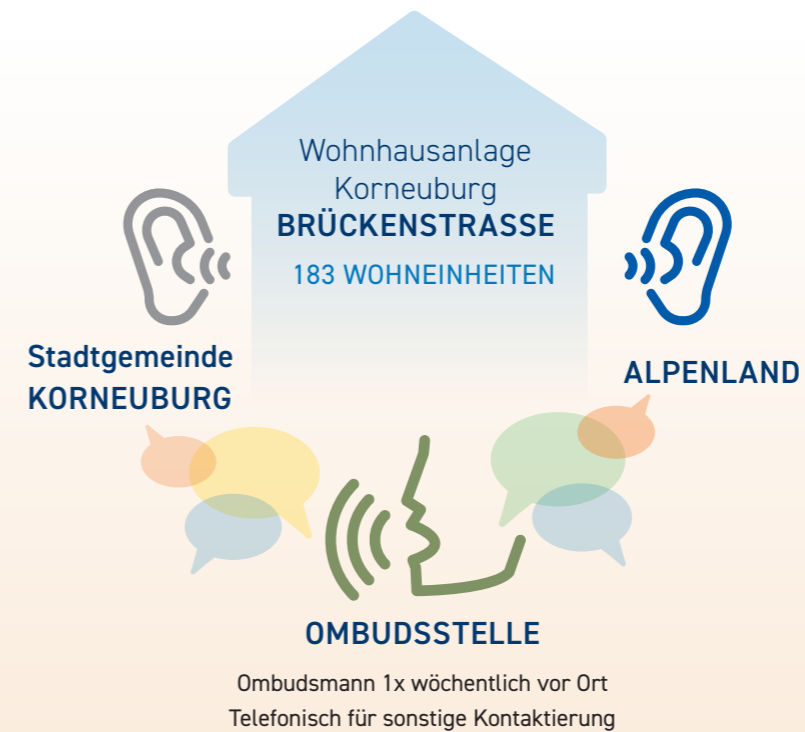 Wohnhausanlage
Korneuburg
BRÜCKENSTRASSE
183 WOHNEINHEITEN
Stadtgemeinde
KORNEUBURG
ALPENLAND
OMBUDSSTELLE
Ombudsmann 1x wöchentlich vor Ort
Telefonisch für sonstige Kontaktierung